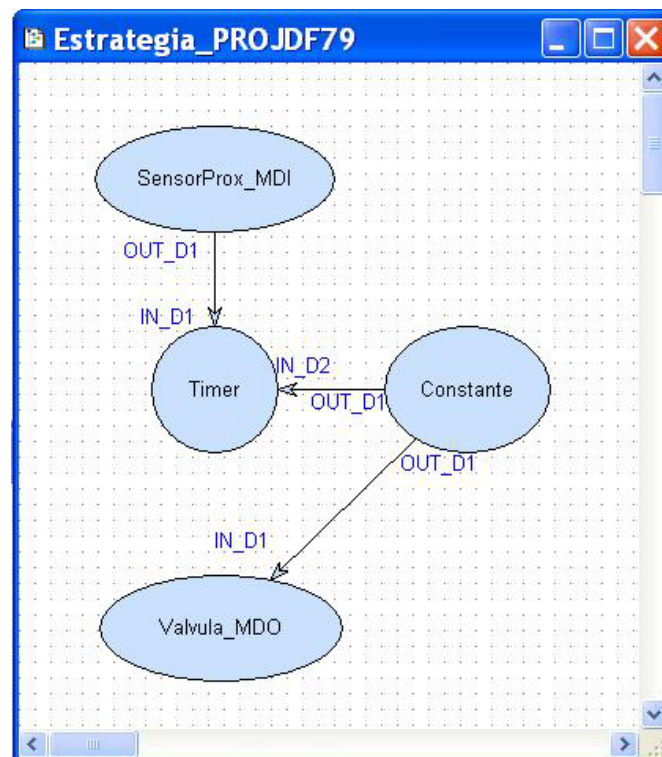 Estrategia_PROJDF79
SensorProx_MDI
OUT_D1
IN_D1
Timer
IN_D2
OUT_D1
Constante
OUT_D1
IN_D1
Valvula_MDO